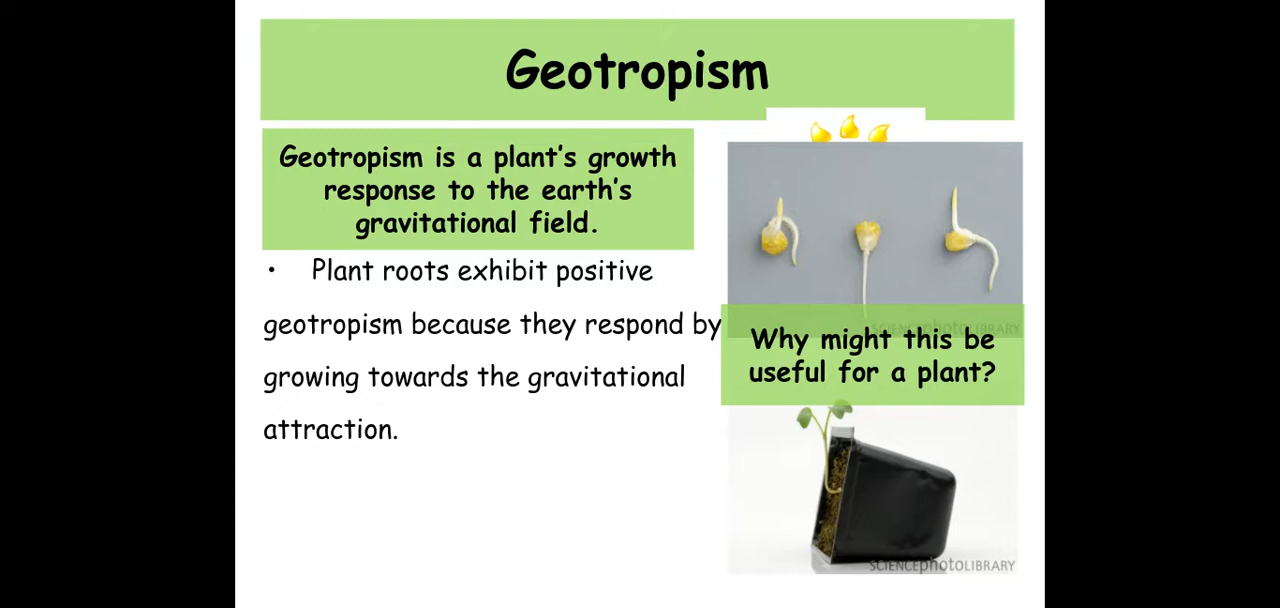 Geotropism
Geotropism is a plant's growth
response to the earth's
gravitational field.
• Plant roots exhibit positive
geotropism because they respond by
growing towards the gravitational
attraction.
SCIENCEphotoLIBRARY
Why might this be
useful for a plant?
SCIENCEphotoLIBRARY